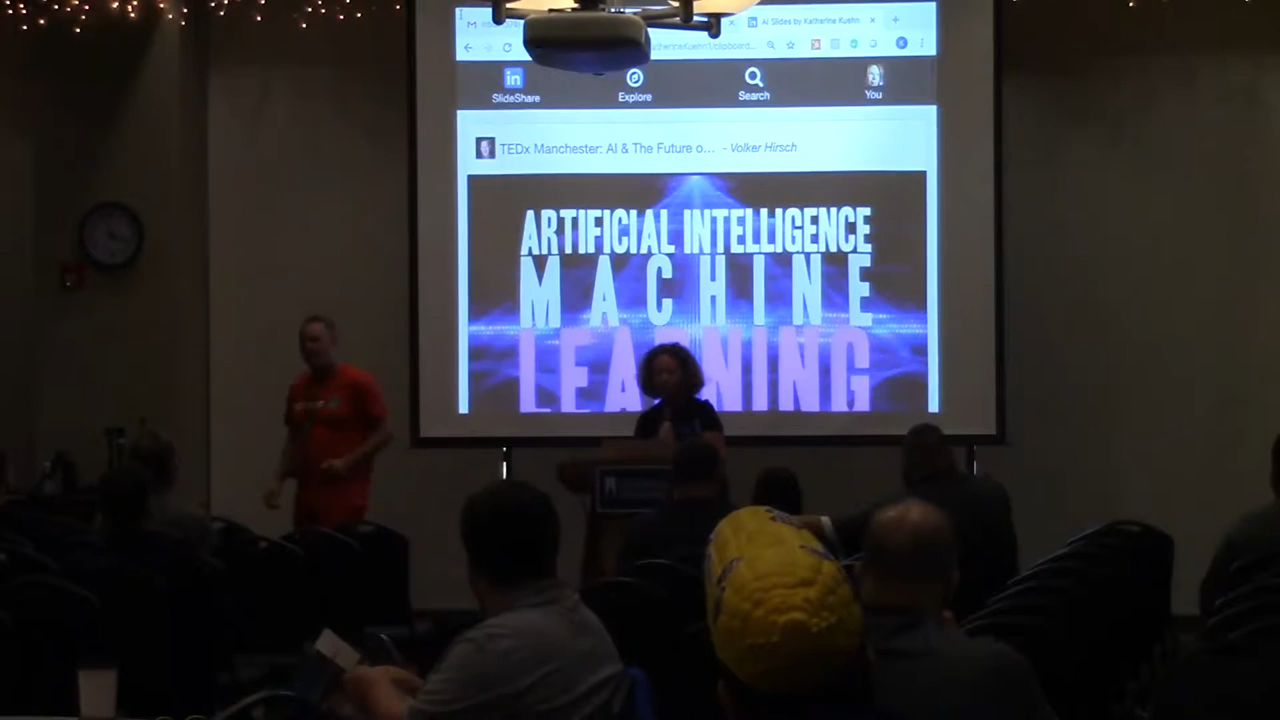 AI Slides by Katherine Kuehn
in
SlideShare
Explore
Search
You
TEDx Manchester: AI & The Future o... - Volker Hirsch
ARTIFICIAL INTELLIGENCE
MACHINE
LEARNING